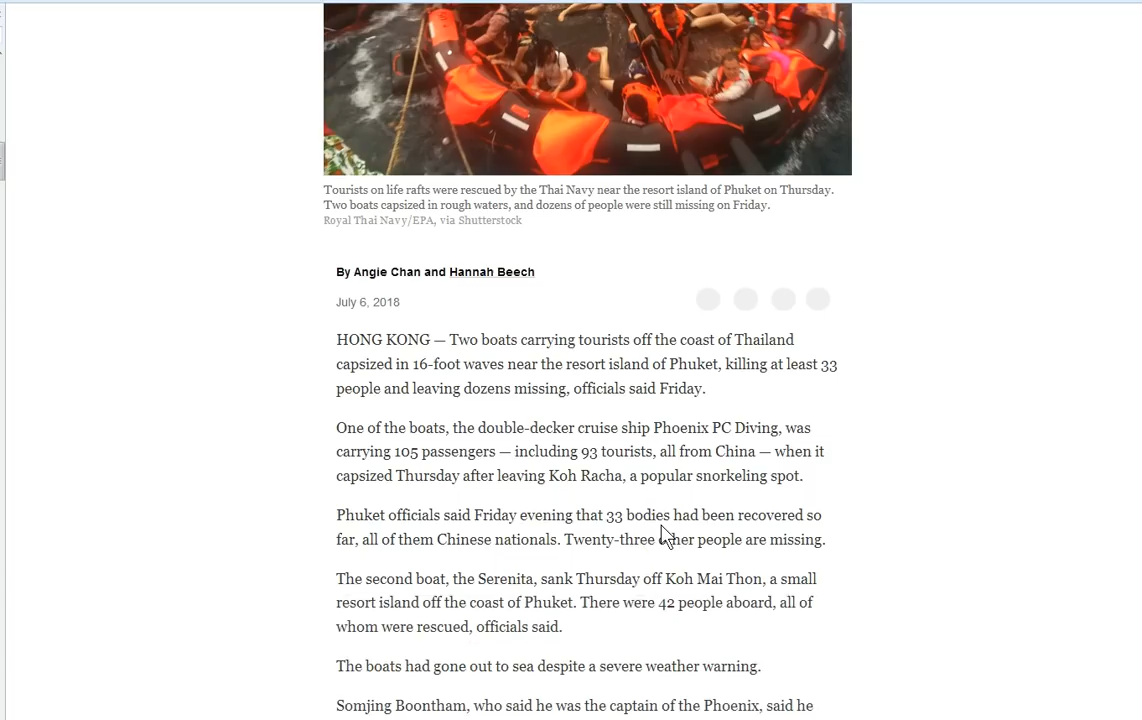 Tourists on life rafts were rescued by the Thai Navy near the resort island of Phuket on Thursday.
Two boats capsized in rough waters, and dozens of people were still missing on Friday.
Royal Thai Navy/EPA, via Shutterstock
By Angie Chan and Hannah Beech
July 6, 2018
HONG KONG — Two boats carrying tourists off the coast of Thailand
capsized in 16-foot waves near the resort island of Phuket, killing at least 33
people and leaving dozens missing, officials said Friday.
One of the boats, the double-decker cruise ship Phoenix PC Diving, was
carrying 105 passengers — including 93 tourists, all from China — when it
capsized Thursday after leaving Koh Racha, a popular snorkeling spot.
Phuket officials said Friday evening that 33 bodies had been recovered so
far, all of them Chinese nationals. Twenty-three other people are missing.
The second boat, the Serenita, sank Thursday off Koh Mai Thon, a small
resort island off the coast of Phuket. There were 42 people aboard, all of
whom were rescued, officials said.
The boats had gone out to sea despite a severe weather warning.
Somjing Boontham, who said he was the captain of the Phoenix, said he